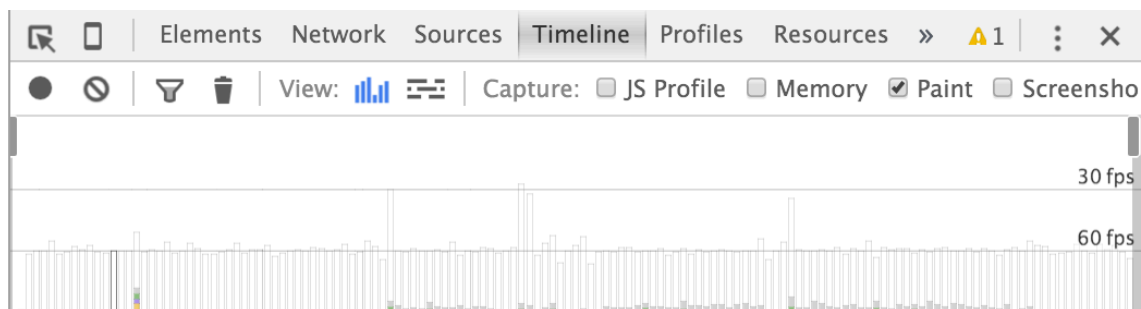 Elements Network Sources Timeline Profiles Resources » 1
View: Capture: JS Profile Memory Paint Screensho
30 fps
60 fps